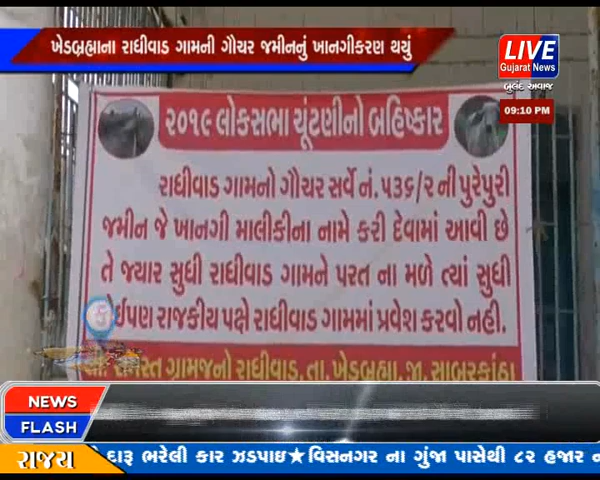 ખેડબ્રહ્માના રાધીવાડ ગામની ગૌચર જમીનનું ખાનગીકરણ થયું
LIVE
Gujarat News
બુલંદ અવાજ
09:10 PM
૨૦૧૯ લોકસભા ચૂંટણીનો બહિષ્કાર
રાધીવાડ ગામનો ગૌચર સર્વે નં. ૫૩૬/૨ ની પુરેપુરી
જમીન જે ખાનગી માલીકીના નામે કરી દેવામાં આવી છે
તે જ્યાર સુધી રાધીવાડ ગામને પરત ના મળે ત્યાં સુધી
કોઈપણ રાજકીય પક્ષે રાધીવાડ ગામમાં પ્રવેશ કરવો નહી.
સમસ્ત ગ્રામજનો રાધીવાડ, તા. ખેડબ્રહ્મા, જી. સાબરકાંઠા
NEWS
FLASH
રાજ્ય
દારૂ ભરેલી કાર ઝડપાઇ★વિસનગર ના ગુંજા પાસેથી ૮૨ હજાર ન